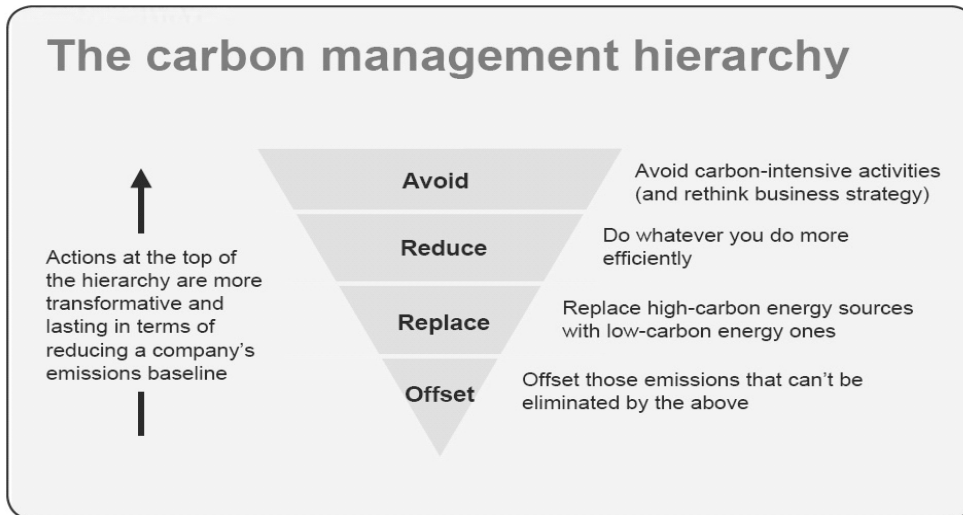 The carbon management hierarchy
Actions at the top of
the hierarchy are more
transformative and
lasting in terms of
reducing a company's
emissions baseline
Avoid
Avoid carbon-intensive activities
(and rethink business strategy)
Reduce
Do whatever you do more
efficiently
Replace
Replace high-carbon energy sources
with low-carbon energy ones
Offset
Offset those emissions that can't be
eliminated by the above